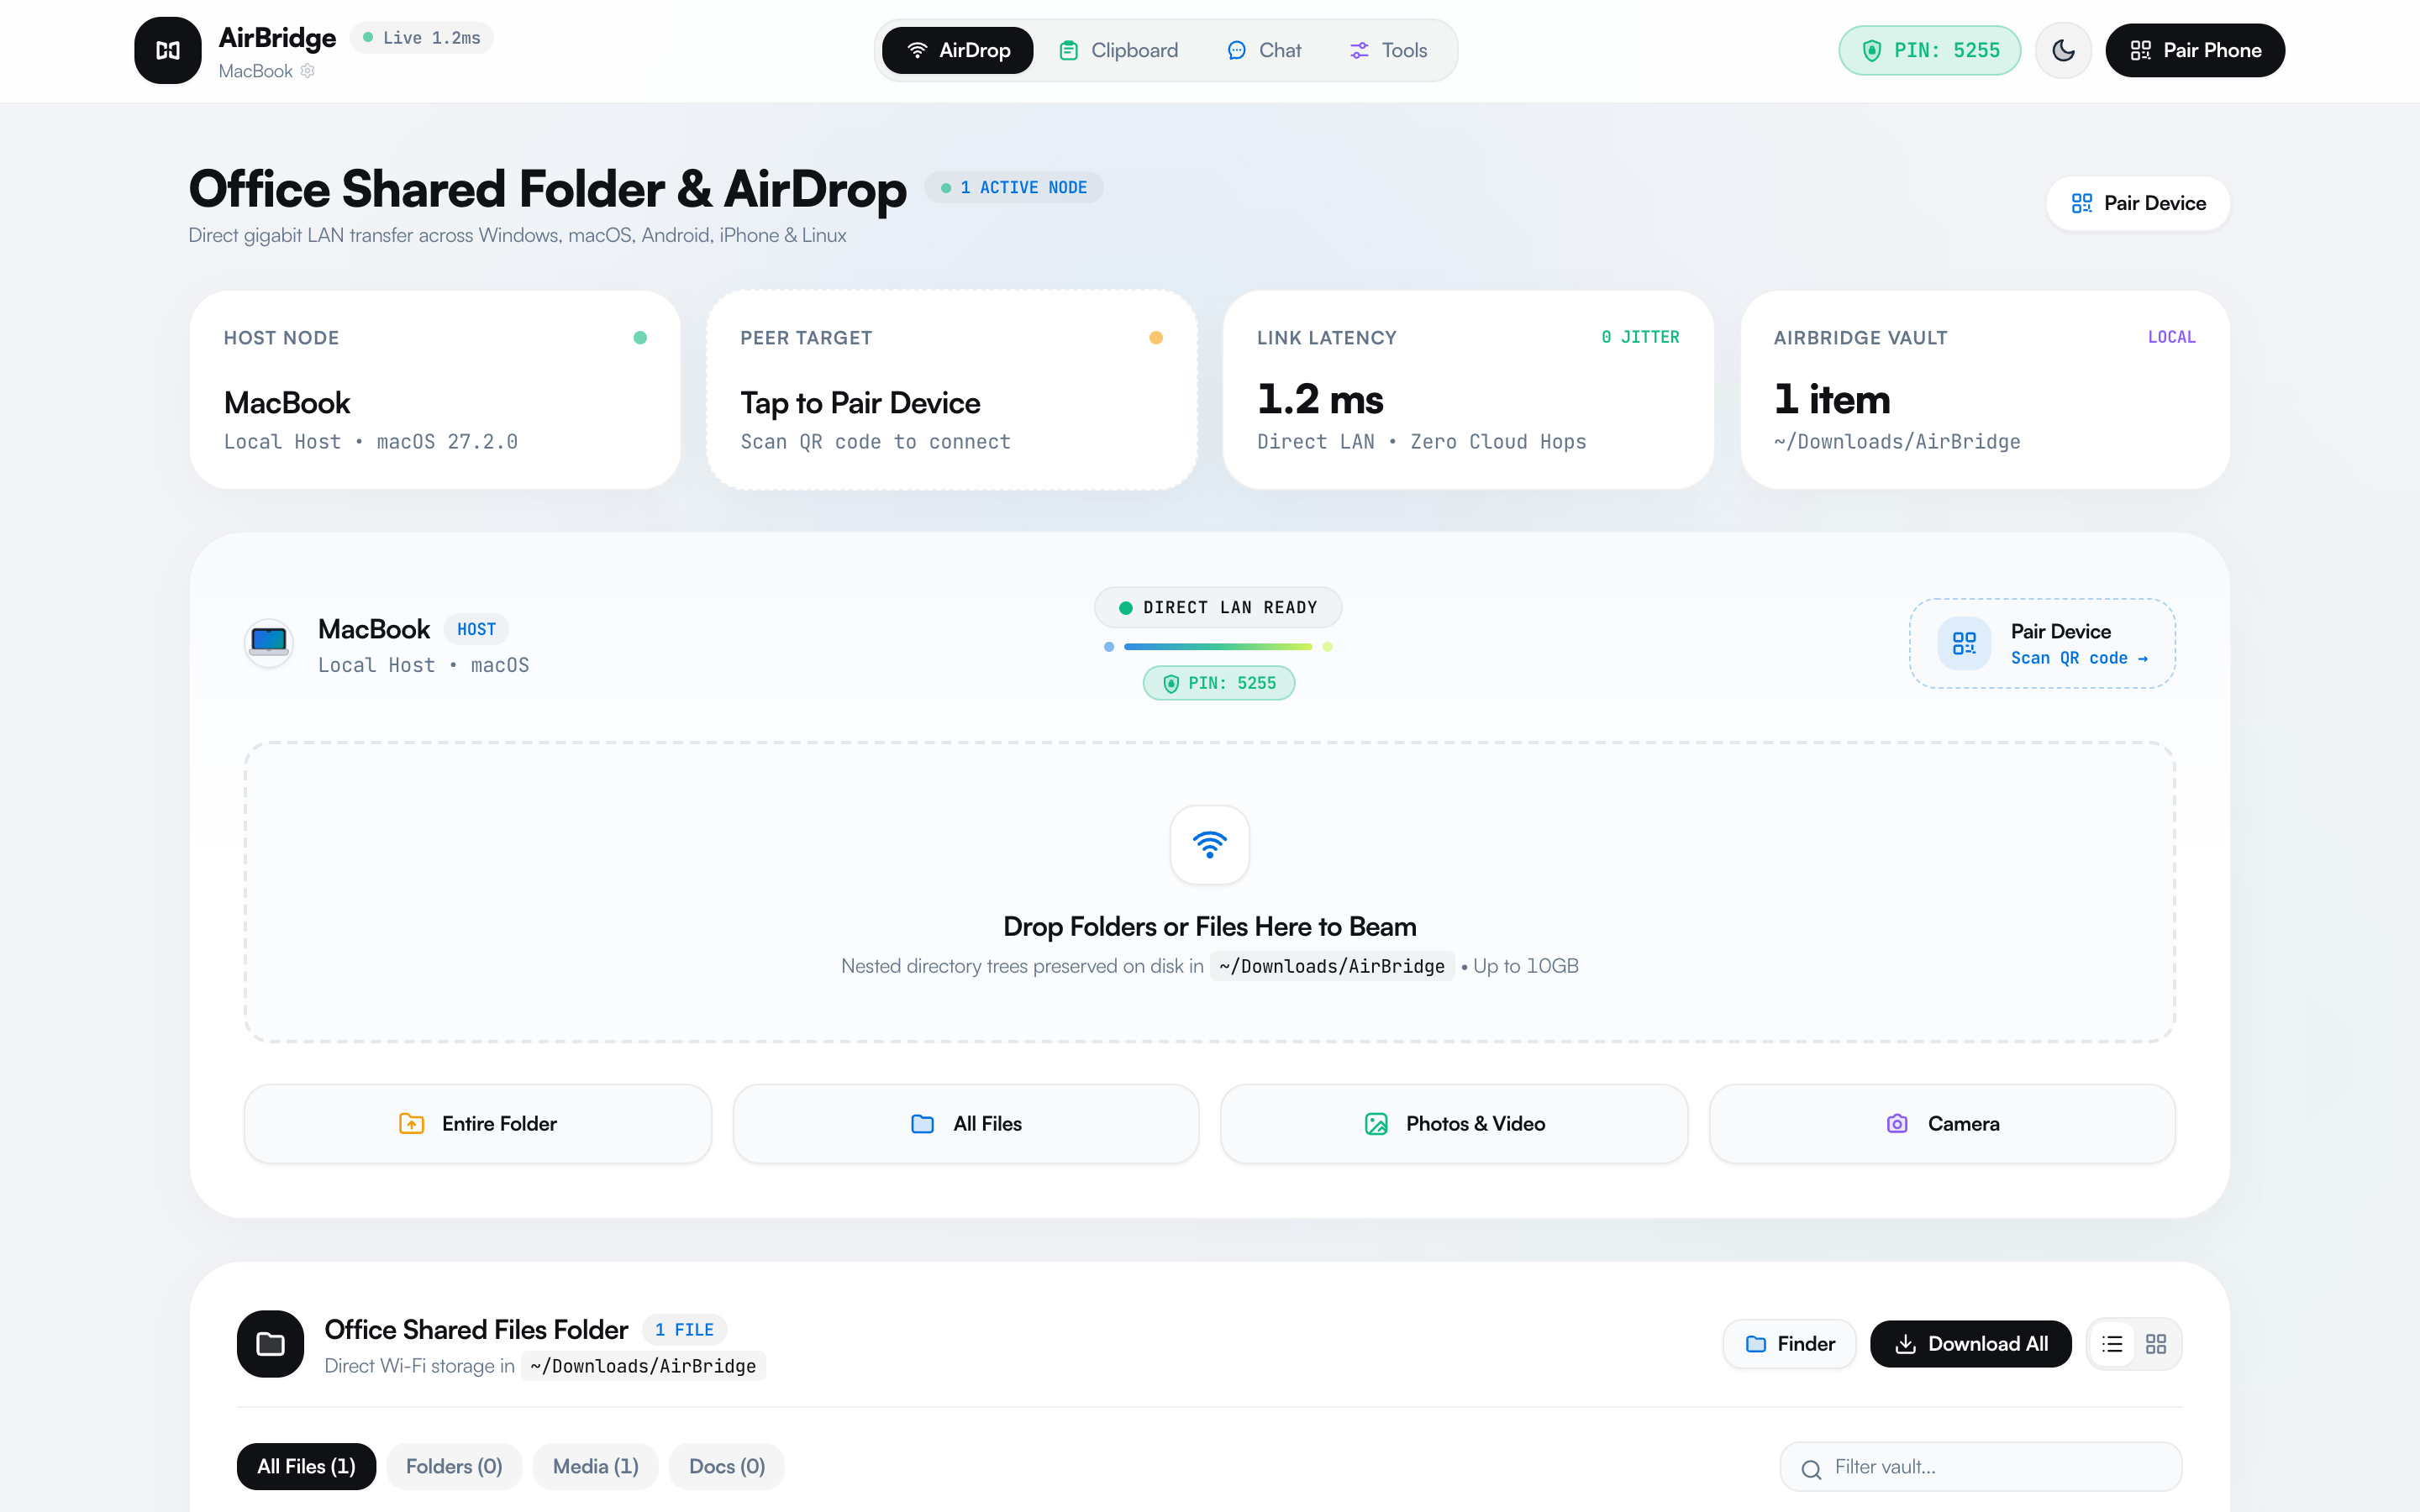 AirBridge
Live 1.2ms
MacBook
AirDrop
Clipboard
Chat
Tools
PIN: 5255
Pair Phone
Office Shared Folder & AirDrop
1 ACTIVE NODE
Direct gigabit LAN transfer across Windows, macOS, Android, iPhone & Linux
Pair Device
HOST NODE
MacBook
Local Host • macOS 27.2.0
PEER TARGET
Tap to Pair Device
Scan QR code to connect
LINK LATENCY
0 JITTER
1.2 ms
Direct LAN • Zero Cloud Hops
AIRBRIDGE VAULT
LOCAL
1 item
~/Downloads/AirBridge
MacBook
HOST
Local Host • macOS
DIRECT LAN READY
PIN: 5255
Pair Device
Scan QR code →
Drop Folders or Files Here to Beam
Nested directory trees preserved on disk in ~/Downloads/AirBridge • Up to 10GB
Entire Folder
All Files
Photos & Video
Camera
Office Shared Files Folder
1 FILE
Direct Wi-Fi storage in ~/Downloads/AirBridge
Finder
Download All
All Files (1)
Folders (0)
Media (1)
Docs (0)
Filter vault...